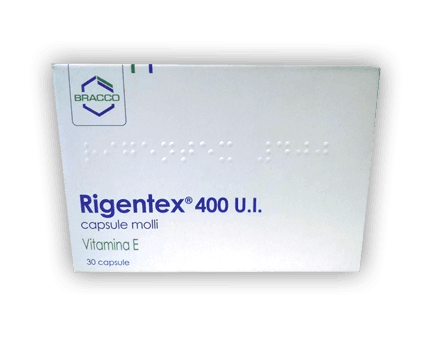 BRACCO
Rigentex® 400 U.I.
capsule molli
Vitamina E
30 capsule